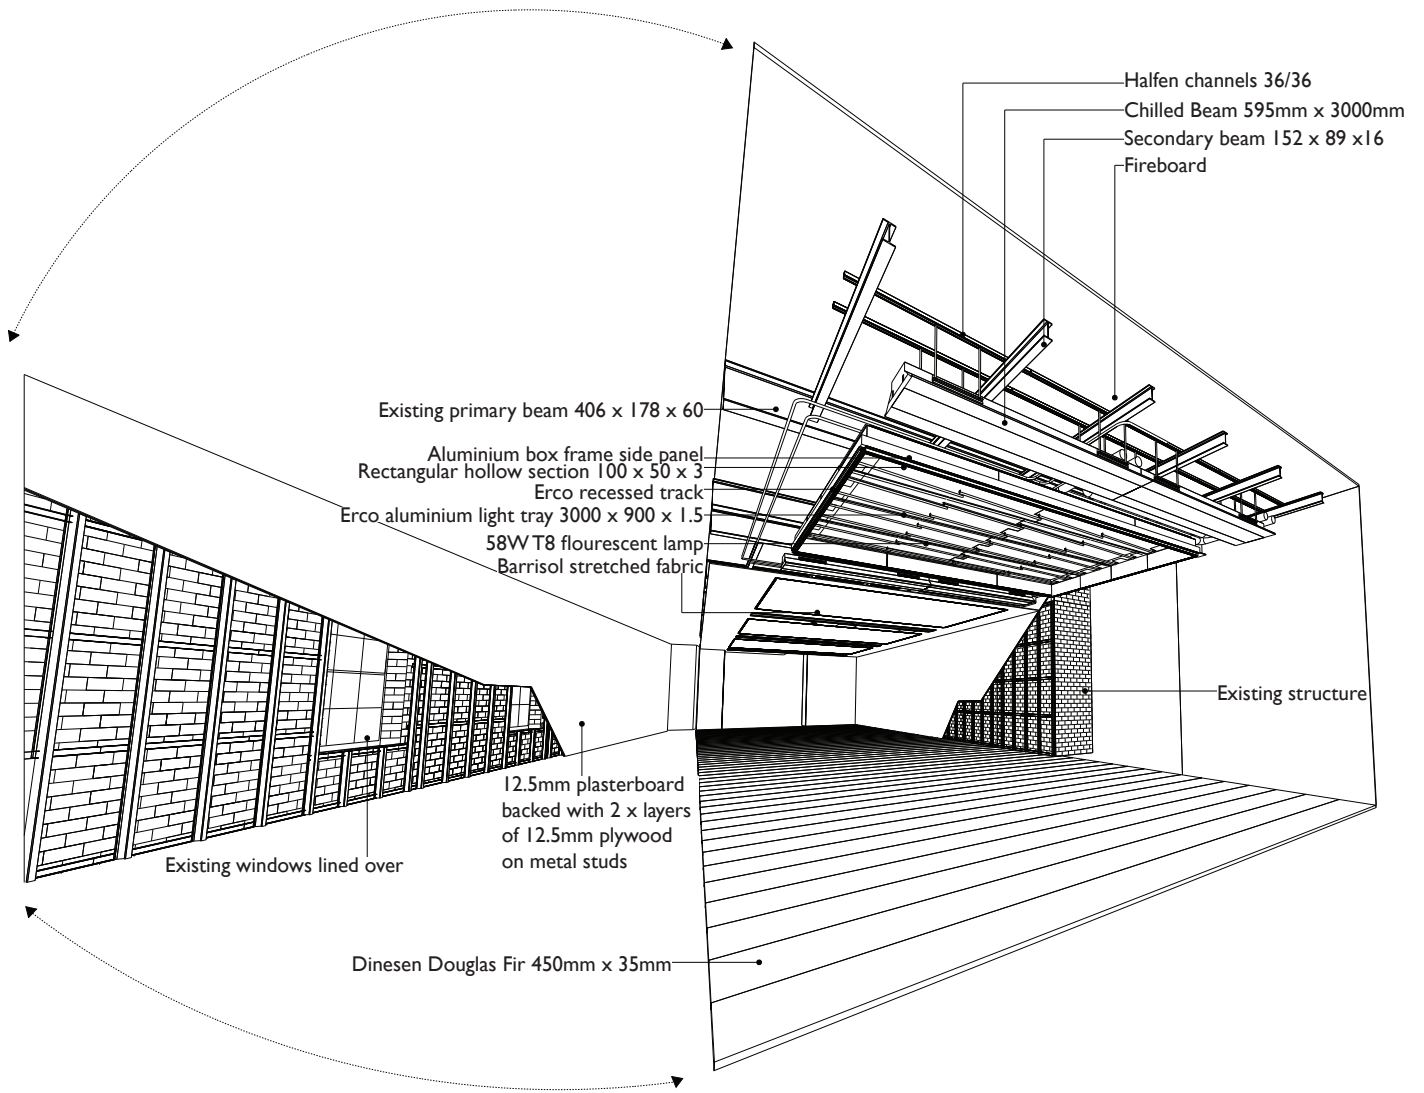 Halfen channels 36/36
Chilled Beam 595mm x 3000mm
Secondary beam 152 x 89 x16
Fireboard
Existing primary beam 406 x 178 x 60
Aluminium box frame side panel
Rectangular hollow section 100 x 50 x 3
Erco recessed track
Erco aluminium light tray 3000 x 900 x 1.5
58W T8 flourescent lamp
Barrisol stretched fabric
Existing structure
12.5mm plasterboard
backed with 2 x layers
of 12.5mm plywood
on metal studs
Existing windows lined over
Dinesen Douglas Fir 450mm x 35mm